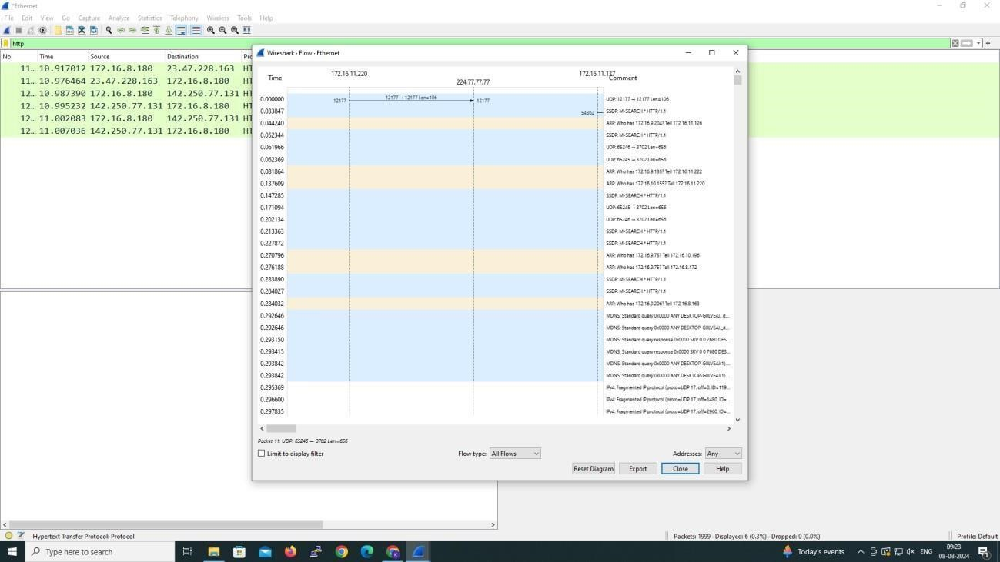 *Ethernet
File Edit View Go Capture Analyze Statistics Telephony Wireless Tools Help
http
No. Time Source Destination
11... 10.917012 172.16.8.180 23.47.228.163
11... 10.976464 23.47.228.163 172.16.8.180
12... 10.987390 172.16.8.180 142.250.77.131
12... 10.995232 142.250.77.131 172.16.8.180
12... 11.002083 172.16.8.180 142.250.77.131
12... 11.007036 142.250.77.131 172.16.8.180
Wireshark · Flow · Ethernet
172.16.11.220 172.16.11.137
Time 224.77.77.77 Comment
0.000000 12177 12177 → 12177 Len=106 12177 UDP: 12177 → 12177 Len=106
0.033847 54362 SSDP: M-SEARCH * HTTP/1.1
0.044240 ARP: Who has 172.16.9.204? Tell 172.16.11.126
0.052344 SSDP: M-SEARCH * HTTP/1.1
0.061966 UDP: 65246 → 3702 Len=656
0.062369 UDP: 65245 → 3702 Len=656
0.081864 ARP: Who has 172.16.9.135? Tell 172.16.11.222
0.137609 ARP: Who has 172.16.10.155? Tell 172.16.11.220
0.147285 SSDP: M-SEARCH * HTTP/1.1
0.171094 UDP: 65245 → 3702 Len=656
0.202134 UDP: 65246 → 3702 Len=656
0.213363 SSDP: M-SEARCH * HTTP/1.1
0.227872 SSDP: M-SEARCH * HTTP/1.1
0.270796 ARP: Who has 172.16.9.75? Tell 172.16.10.196
0.276188 ARP: Who has 172.16.9.75? Tell 172.16.8.172
0.283890 SSDP: M-SEARCH * HTTP/1.1
0.284027 SSDP: M-SEARCH * HTTP/1.1
0.284032 ARP: Who has 172.16.9.206? Tell 172.16.8.163
0.292646 MDNS: Standard query 0x0000 ANY DESKTOP-G0LVE4J._d...
0.292646 MDNS: Standard query 0x0000 ANY DESKTOP-G0LVE4J._d...
0.293150 MDNS: Standard query response 0x0000 SRV 0 0 7680 DES...
0.293415 MDNS: Standard query response 0x0000 SRV 0 0 7680 DES...
0.293842 MDNS: Standard query 0x0000 ANY DESKTOP-G0LVE4J(1)....
0.293842 MDNS: Standard query 0x0000 ANY DESKTOP-G0LVE4J(1)....
0.295369 IPv4: Fragmented IP protocol (proto=UDP 17, off=0, ID=119...
0.296600 IPv4: Fragmented IP protocol (proto=UDP 17, off=1480, ID=...
0.297835 IPv4: Fragmented IP protocol (proto=UDP 17, off=2960, ID=...
Packet 11: UDP: 65246 → 3702 Len=656
Limit to display filter Flow type: All Flows Addresses: Any
Reset Diagram Export Close Help
Hypertext Transfer Protocol: Protocol Packets: 1999 · Displayed: 6 (0.3%) · Dropped: 0 (0.0%) Profile: Default
Type here to search Today's events ENG 09:23
08-08-2024